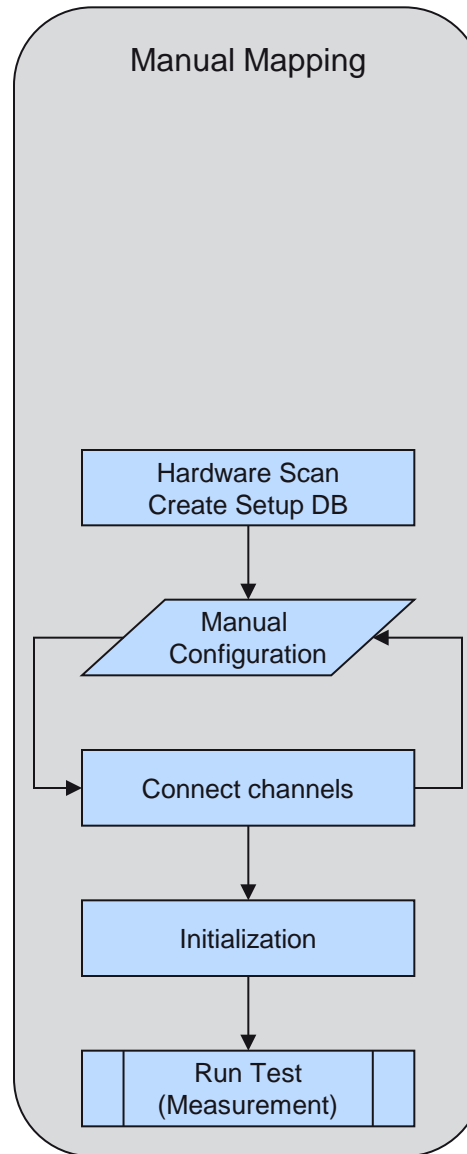 Manual Mapping
Hardware Scan
Create Setup DB
Manual
Configuration
Connect channels
Initialization
Run Test
(Measurement)